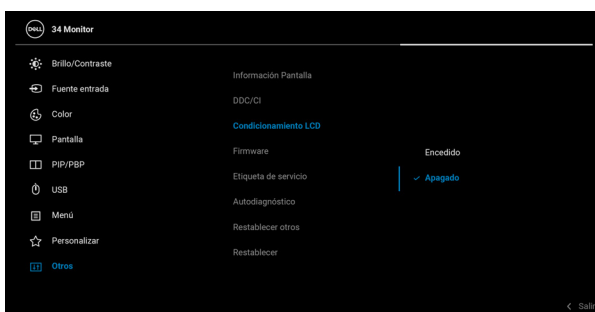 DELL
34 Monitor
Brillo/Contraste
Fuente entrada
Color
Pantalla
PIP/PBP
USB
Menú
Personalizar
Otros
Información Pantalla
DDC/CI
Condicionamiento LCD
Firmware
Etiqueta de servicio
Autodiagnóstico
Restablecer otros
Restablecer
Encedido
Apagado
Salir